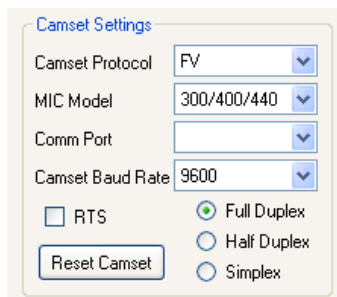 Camset Settings
Camset Protocol FV
MIC Model 300/400/440
Comm Port
Camset Baud Rate 9600
RTS Full Duplex
Half Duplex
Reset Camset Simplex